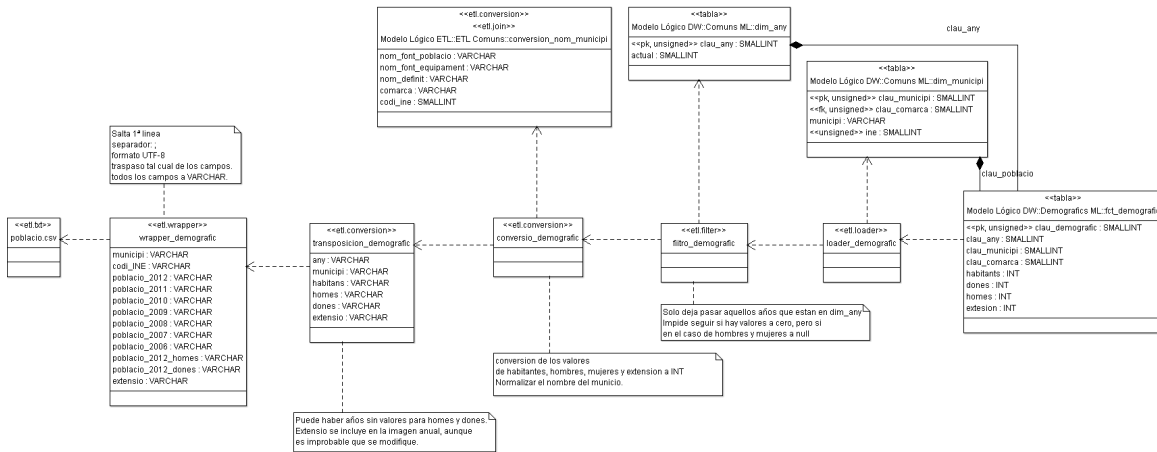 <<etl.conversion>>
<<etl.join>>
Modelo Lógico ETL::ETL Comuns::conversion_nom_municipi
nom_font_poblacio : VARCHAR
nom_font_equipament : VARCHAR
nom_definit : VARCHAR
comarca : VARCHAR
codi_ine : SMALLINT
<<tabla>>
Modelo Lógico DW::Comuns ML::dim_any
<<pk, unsigned>> clau_any : SMALLINT
actual : SMALLINT
clau_any
<<tabla>>
Modelo Lógico DW::Comuns ML::dim_municipi
<<pk, unsigned>> clau_municipi : SMALLINT
<<fk, unsigned>> clau_comarca : SMALLINT
municipi : VARCHAR
<<unsigned>> ine : SMALLINT
clau_poblacio
Salta 1ª linea
separador: ;
formato UTF-8
traspaso tal cual de los campos.
todos los campos a VARCHAR.
<<etl.txt>>
poblacio.csv
<<etl.wrapper>>
wrapper_demografic
municipi : VARCHAR
codi_INE : VARCHAR
poblacio_2012 : VARCHAR
poblacio_2011 : VARCHAR
poblacio_2010 : VARCHAR
poblacio_2009 : VARCHAR
poblacio_2008 : VARCHAR
poblacio_2007 : VARCHAR
poblacio_2006 : VARCHAR
poblacio_2012_homes : VARCHAR
poblacio_2012_dones : VARCHAR
extensio : VARCHAR
<<etl.conversion>>
transposicion_demografic
any : VARCHAR
municipi : VARCHAR
habitans : VARCHAR
homes : VARCHAR
dones : VARCHAR
extensio : VARCHAR
<<etl.conversion>>
conversio_demografic
<<etl.filter>>
filtro_demografic
<<etl.loader>>
loader_demografic
<<tabla>>
Modelo Lógico DW::Demografics ML::fct_demografic
<<pk, unsigned>> clau_demografic : SMALLINT
clau_any : SMALLINT
clau_municipi : SMALLINT
clau_comarca : SMALLINT
habitants : INT
dones : INT
homes : INT
extesion : INT
Solo deja pasar aquellos años que estan en dim_any
Impide seguir si hay valores a cero, pero si
en el caso de hombres y mujeres a null
conversion de los valores
de habitantes, hombres, mujeres y extension a INT
Normalizar el nombre del municio.
Puede haber años sin valores para homes y dones.
Extensio se incluye en la imagen anual, aunque
es improbable que se modifique.